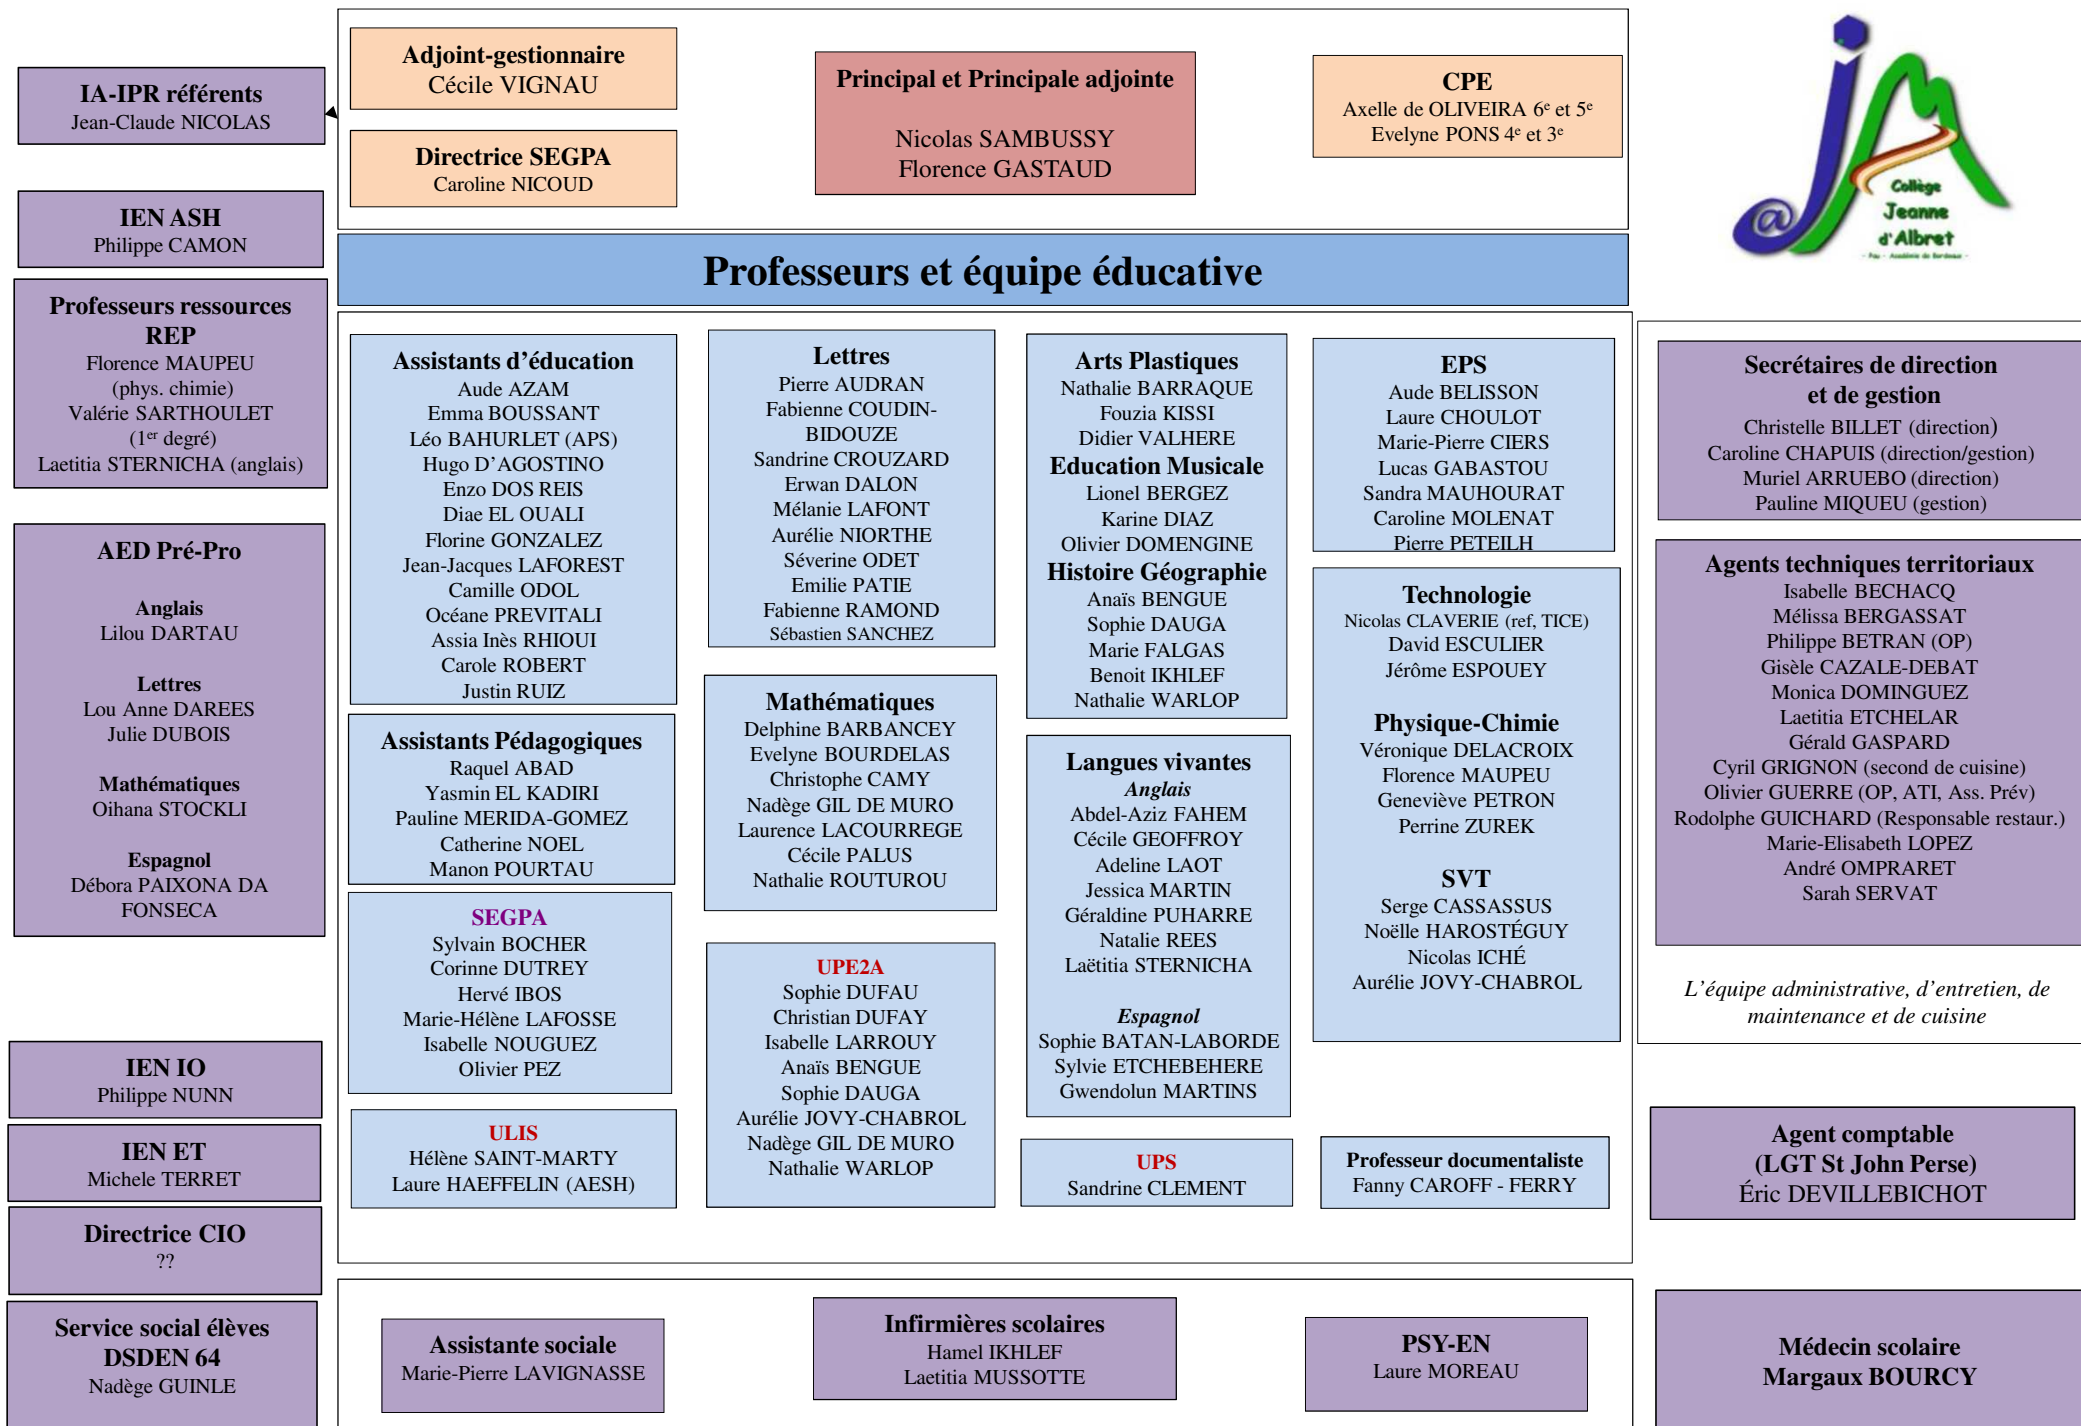 IA-IPR référents
Jean-Claude NICOLAS
IEN ASH
Philippe CAMON
Professeurs ressources
REP
Florence MAUPEU
(phys. chimie)
Valérie SARTHOULET
(1er degré)
Laetitia STERNICHA (anglais)
AED Pré-Pro
Anglais
Lilou DARTAU
Lettres
Lou Anne DAREES
Julie DUBOIS
Mathématiques
Oihana STOCKLI
Espagnol
Débora PAIXONA DA
FONSECA
IEN IO
Philippe NUNN
IEN ET
Michele TERRET
Directrice CIO
??
Service social élèves
DSDEN 64
Nadège GUINLE
Adjoint-gestionnaire
Cécile VIGNAU
Directrice SEGPA
Caroline NICOUD
Principal et Principale adjointe
Nicolas SAMBUSSY
Florence GASTAUD
CPE
Axelle de OLIVEIRA 6e et 5e
Evelyne PONS 4e et 3e
Professeurs et équipe éducative
Assistants d’éducation
Aude AZAM
Emma BOUSSANT
Léo BAHURLET (APS)
Hugo D’AGOSTINO
Enzo DOS REIS
Diae EL OUALI
Florine GONZALEZ
Jean-Jacques LAFOREST
Camille ODOL
Océane PREVITALI
Assia Inès RHIOUI
Carole ROBERT
Justin RUIZ
Assistants Pédagogiques
Raquel ABAD
Yasmin EL KADIRI
Pauline MERIDA-GOMEZ
Catherine NOEL
Manon POURTAU
SEGPA
Sylvain BOCHER
Corinne DUTREY
Hervé IBOS
Marie-Hélène LAFOSSE
Isabelle NOUGUEZ
Olivier PEZ
ULIS
Hélène SAINT-MARTY
Laure HAEFFELIN (AESH)
Lettres
Pierre AUDRAN
Fabienne COUDIN-
BIDOUZE
Sandrine CROUZARD
Erwan DALON
Mélanie LAFONT
Aurélie NIORTHE
Séverine ODET
Emilie PATIE
Fabienne RAMOND
Sébastien SANCHEZ
Mathématiques
Delphine BARBANCEY
Evelyne BOURDELAS
Christophe CAMY
Nadège GIL DE MURO
Laurence LACOURREGE
Cécile PALUS
Nathalie ROUTUROU
UPE2A
Sophie DUFAU
Christian DUFAY
Isabelle LARROUY
Anaïs BENGUE
Sophie DAUGA
Aurélie JOVY-CHABROL
Nadège GIL DE MURO
Nathalie WARLOP
Arts Plastiques
Nathalie BARRAQUE
Fouzia KISSI
Didier VALHERE
Education Musicale
Lionel BERGEZ
Karine DIAZ
Olivier DOMENGINE
Histoire Géographie
Anaïs BENGUE
Sophie DAUGA
Marie FALGAS
Benoit IKHLEF
Nathalie WARLOP
Langues vivantes
Anglais
Abdel-Aziz FAHEM
Cécile GEOFFROY
Adeline LAOT
Jessica MARTIN
Géraldine PUHARRE
Natalie REES
Laëtitia STERNICHA
Espagnol
Sophie BATAN-LABORDE
Sylvie ETCHEBEHERE
Gwendolun MARTINS
UPS
Sandrine CLEMENT
EPS
Aude BELISSON
Laure CHOULOT
Marie-Pierre CIERS
Lucas GABASTOU
Sandra MAUHOURAT
Caroline MOLENAT
Pierre PETEILH
Technologie
Nicolas CLAVERIE (ref, TICE)
David ESCULIER
Jérôme ESPOUEY
Physique-Chimie
Véronique DELACROIX
Florence MAUPEU
Geneviève PETRON
Perrine ZUREK
SVT
Serge CASSASSUS
Noëlle HAROSTÉGUY
Nicolas ICHÉ
Aurélie JOVY-CHABROL
Professeur documentaliste
Fanny CAROFF - FERRY
Assistante sociale
Marie-Pierre LAVIGNASSE
Infirmières scolaires
Hamel IKHLEF
Laetitia MUSSOTTE
PSY-EN
Laure MOREAU
@JA
Collège
Jeanne
d'Albret
- Pau - Académie de Bordeaux -
Secrétaires de direction
et de gestion
Christelle BILLET (direction)
Caroline CHAPUIS (direction/gestion)
Muriel ARRUEBO (direction)
Pauline MIQUEU (gestion)
Agents techniques territoriaux
Isabelle BECHACQ
Mélissa BERGASSAT
Philippe BETRAN (OP)
Gisèle CAZALE-DEBAT
Monica DOMINGUEZ
Laetitia ETCHELAR
Gérald GASPARD
Cyril GRIGNON (second de cuisine)
Olivier GUERRE (OP, ATI, Ass. Prév)
Rodolphe GUICHARD (Responsable restaur.)
Marie-Elisabeth LOPEZ
André OMPRARET
Sarah SERVAT
L’équipe administrative, d’entretien, de
maintenance et de cuisine
Agent comptable
(LGT St John Perse)
Éric DEVILLEBICHOT
Médecin scolaire
Margaux BOURCY